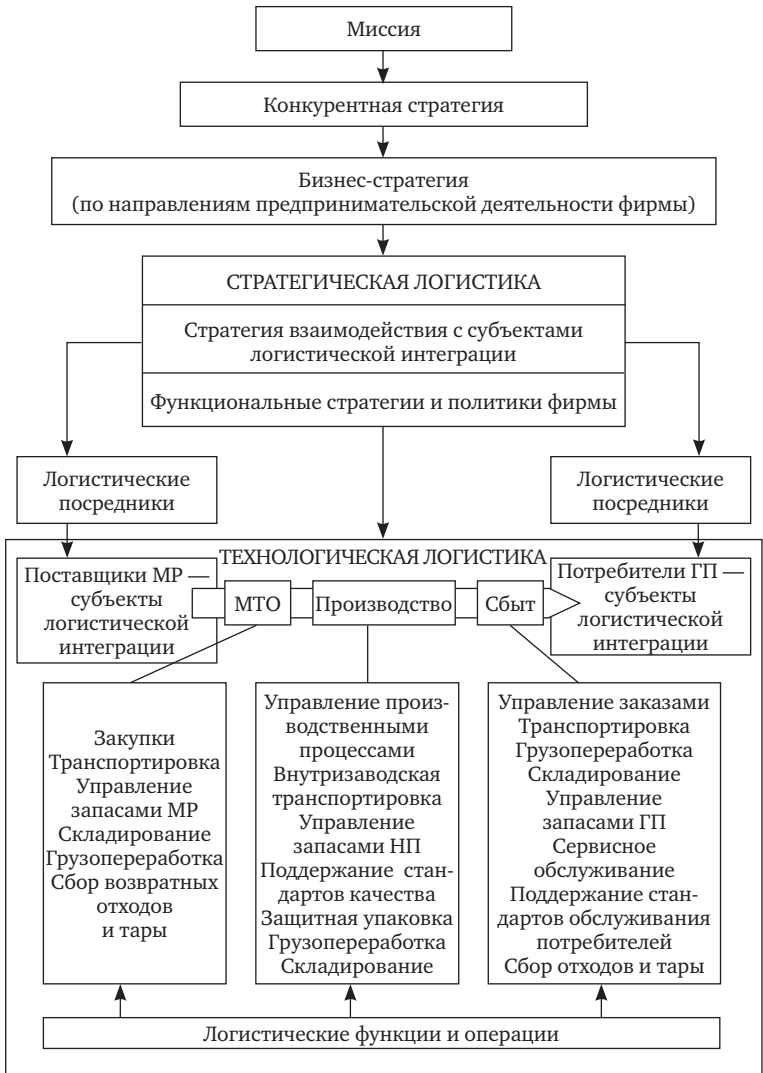 Миссия
Конкурентная стратегия
Бизнес-стратегия
(по направлениям предпринимательской деятельности фирмы)
СТРАТЕГИЧЕСКАЯ ЛОГИСТИКА
Стратегия взаимодействия с субъектами
логистической интеграции
Функциональные стратегии и политики фирмы
Логистические
посредники
Логистические
посредники
ТЕХНОЛОГИЧЕСКАЯ ЛОГИСТИКА
Поставщики МР —
субъекты
логистической
интеграции
МТО
Производство
Сбыт
Потребители ГП —
субъекты
логистической
интеграции
Закупки
Транспортировка
Управление
запасами МР
Складирование
Грузопереработка
Сбор возвратных
отходов
и тары
Управление произ-
водственными
процессами
Внутризаводская
транспортировка
Управление
запасами НП
Поддержание стан-
дартов качества
Защитная упаковка
Грузопереработка
Складирование
Управление заказами
Транспортировка
Грузопереработка
Складирование
Управление
запасами ГП
Сервисное
обслуживание
Поддержание стан-
дартов обслуживания
потребителей
Сбор отходов и тары
Логистические функции и операции